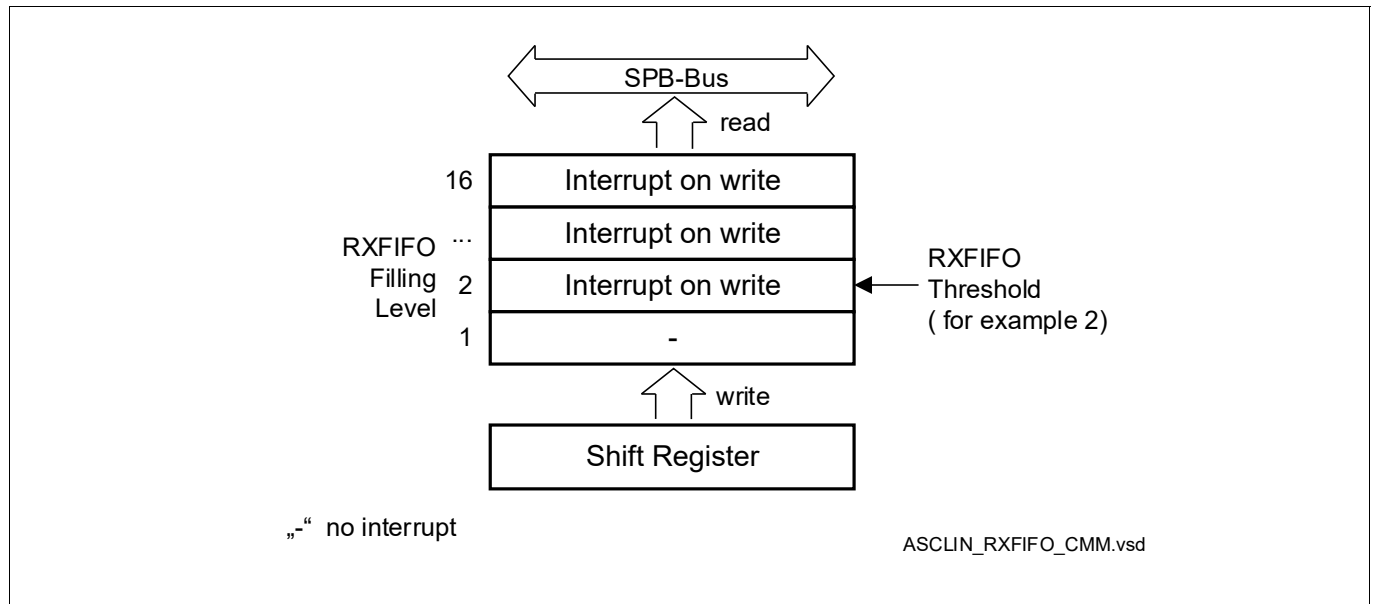 SPB-Bus
read
16 Interrupt on write
... Interrupt on write
2 Interrupt on write
1 -
RXFIFO
Filling
Level
RXFIFO
Threshold
( for example 2)
write
Shift Register
„-“ no interrupt
ASCLIN_RXFIFO_CMM.vsd